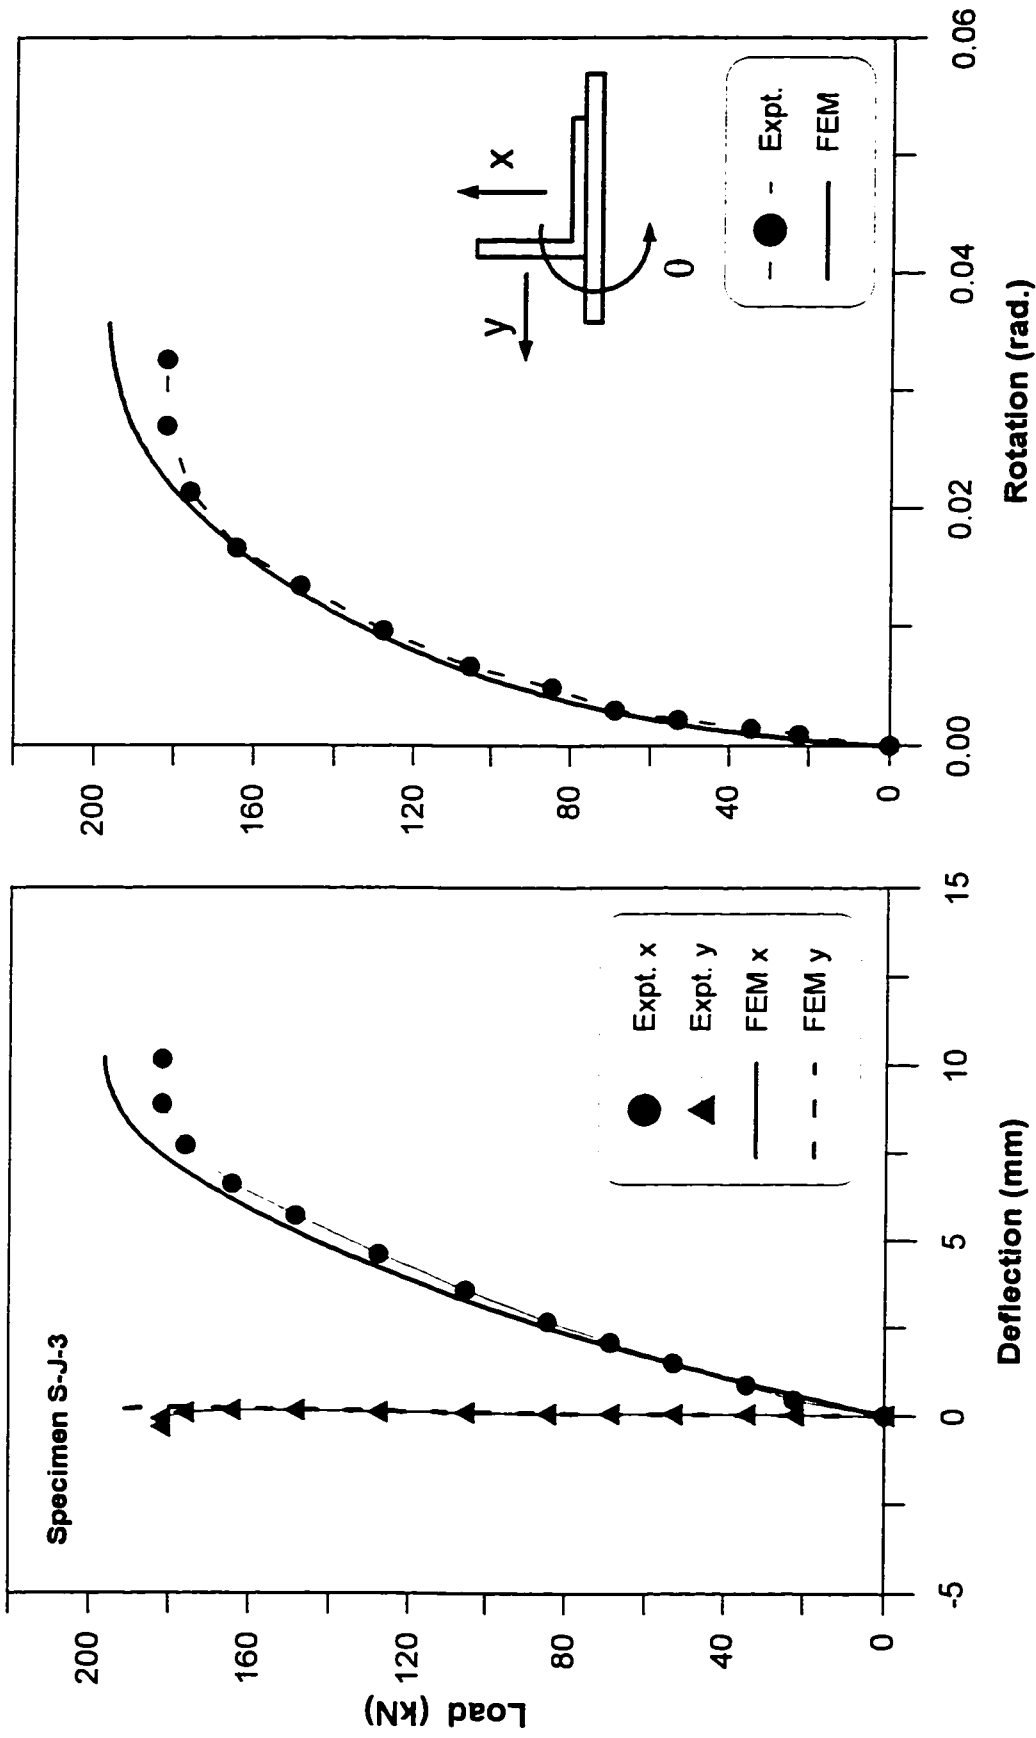 Specimen S-J-3
Load (kN)
200
160
120
80
40
0
-5
0
5
10
15
Deflection (mm)
Expt. x
Expt. y
FEM x
FEM y
200
160
120
80
40
0
0.00
0.02
0.04
0.06
Rotation (rad.)
y
x
θ
Expt.
FEM